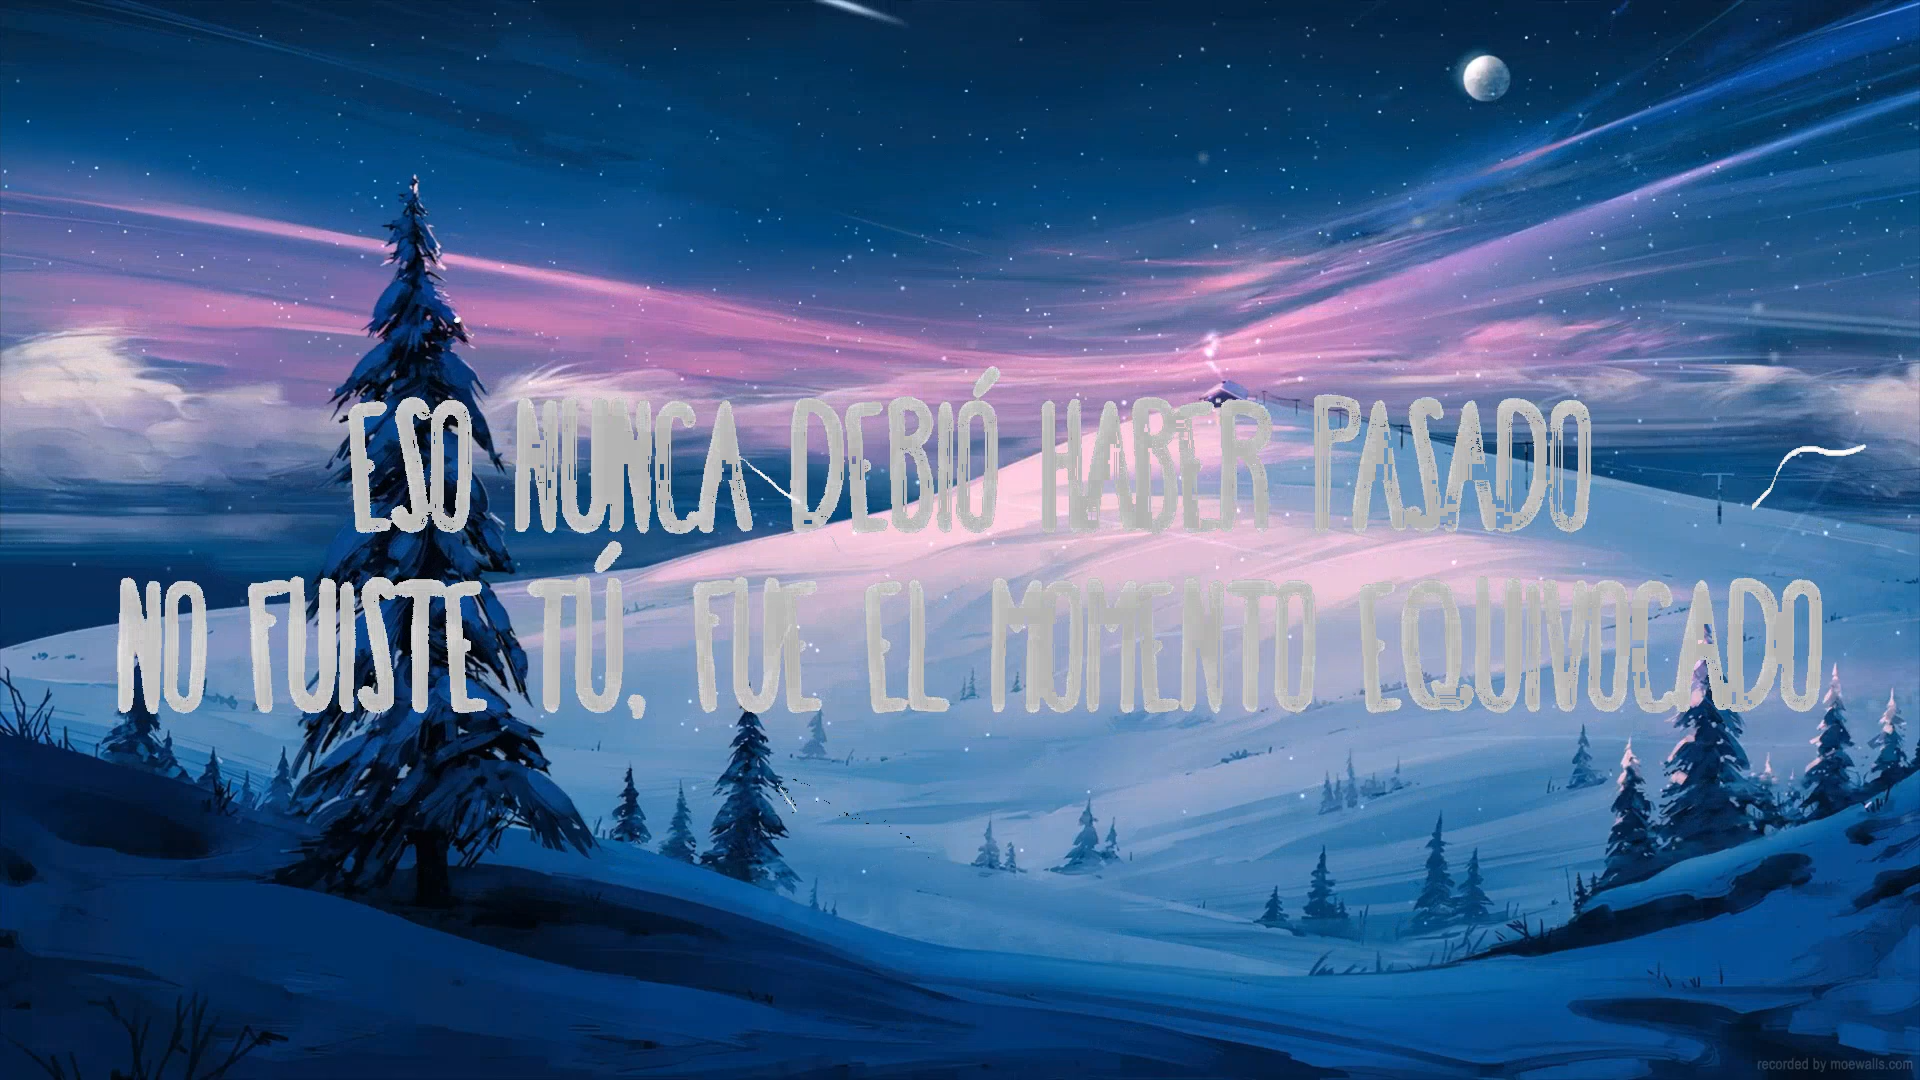 ESO NUNCA DEBIÓ HABER PASADO
NO FUISTE TÚ, FUE EL MOMENTO EQUIVOCADO
recorded by moewalls.com